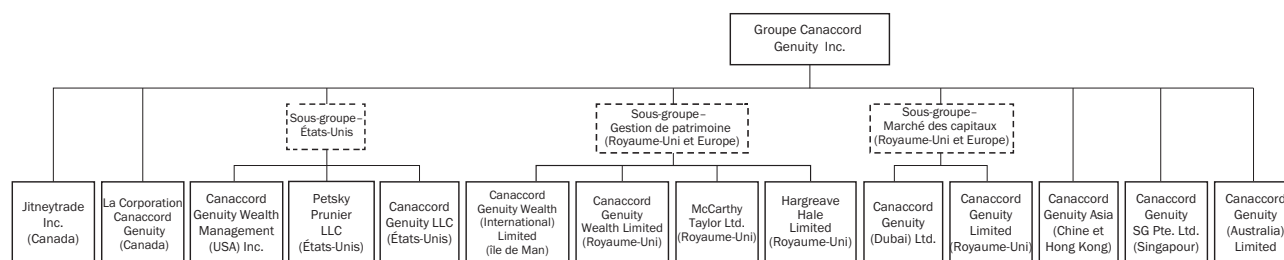 Groupe Canaccord
Genuity Inc.
Sous-groupe–
États-Unis
Sous-groupe–
Gestion de patrimoine
(Royaume-Uni et Europe)
Sous-groupe–
Marché des capitaux
(Royaume-Uni et Europe)
Jitneytrade
Inc.
(Canada)
La Corporation
Canaccord
Genuity
(Canada)
Canaccord
Genuity Wealth
Management
(USA) Inc.
Petsky
Prunier
LLC
(États-Unis)
Canaccord
Genuity LLC
(États-Unis)
Canaccord
Genuity Wealth
(International)
Limited
(île de Man)
Canaccord
Genuity
Wealth Limited
(Royaume-Uni)
McCarthy
Taylor Ltd.
(Royaume-Uni)
Hargreave
Hale
Limited
(Royaume-Uni)
Canaccord
Genuity
(Dubai) Ltd.
Canaccord
Genuity
Limited
(Royaume-Uni)
Canaccord
Genuity Asia
(Chine et
Hong Kong)
Canaccord
Genuity
SG Pte. Ltd.
(Singapour)
Canaccord
Genuity
(Australia)
Limited